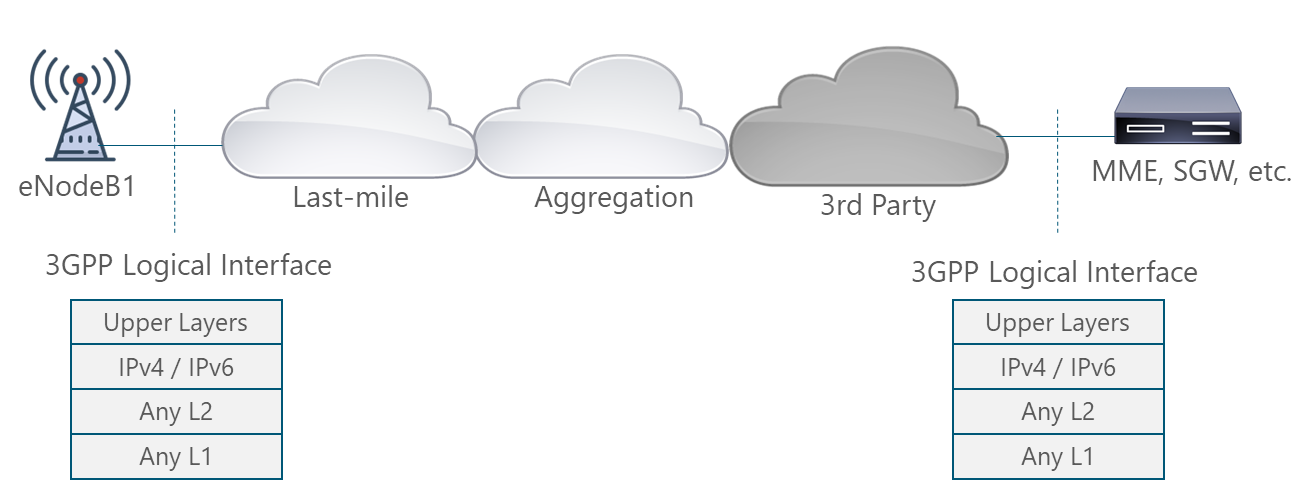 eNodeB1
Last-mile
Aggregation
3rd Party
MME, SGW, etc.
3GPP Logical Interface
Upper Layers
IPv4 / IPv6
Any L2
Any L1
3GPP Logical Interface
Upper Layers
IPv4 / IPv6
Any L2
Any L1